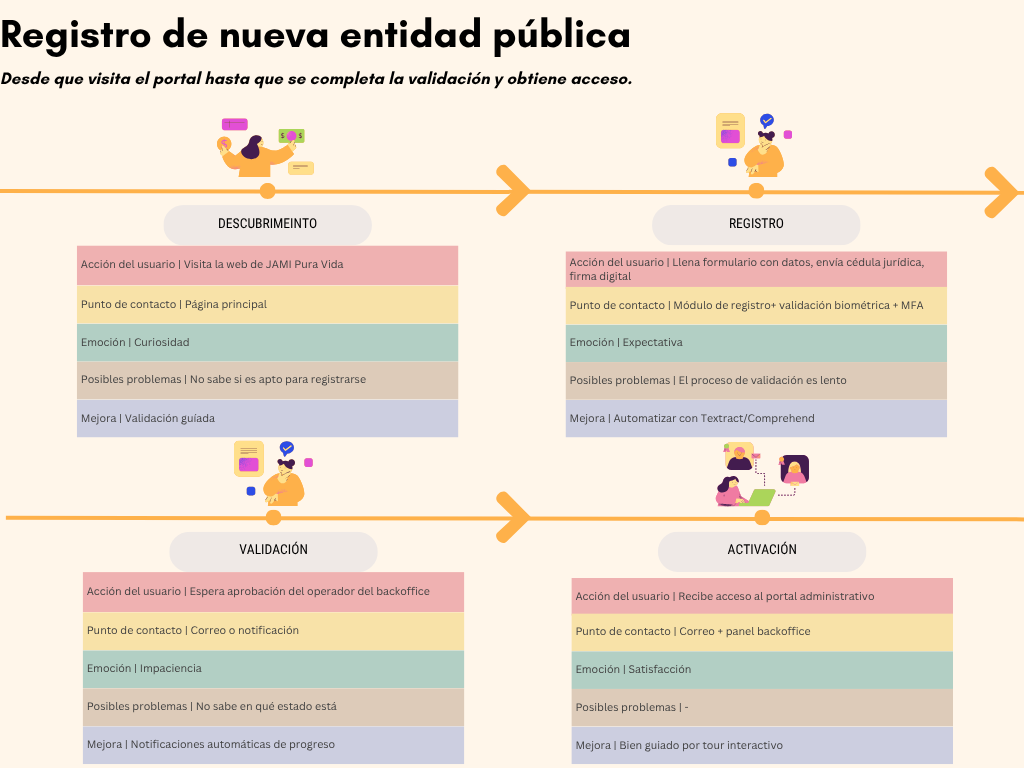 Registro de nueva entidad pública
Desde que visita el portal hasta que se completa la validación y obtiene acceso.
DESCUBRIMEINTO
Acción del usuario | Visita la web de JAMI Pura Vida
Punto de contacto | Página principal
Emoción | Curiosidad
Posibles problemas | No sabe si es apto para registrarse
Mejora | Validación guíada
REGISTRO
Acción del usuario | Llena formulario con datos, envía cédula jurídica,
firma digital
Punto de contacto | Módulo de registro+ validación biométrica + MFA
Emoción | Expectativa
Posibles problemas | El proceso de validación es lento
Mejora | Automatizar con Textract/Comprehend
VALIDACIÓN
Acción del usuario | Espera aprobación del operador del backoffice
Punto de contacto | Correo o notificación
Emoción | Impaciencia
Posibles problemas | No sabe en qué estado está
Mejora | Notificaciones automáticas de progreso
ACTIVACIÓN
Acción del usuario | Recibe acceso al portal administrativo
Punto de contacto | Correo + panel backoffice
Emoción | Satisfacción
Posibles problemas | -
Mejora | Bien guiado por tour interactivo